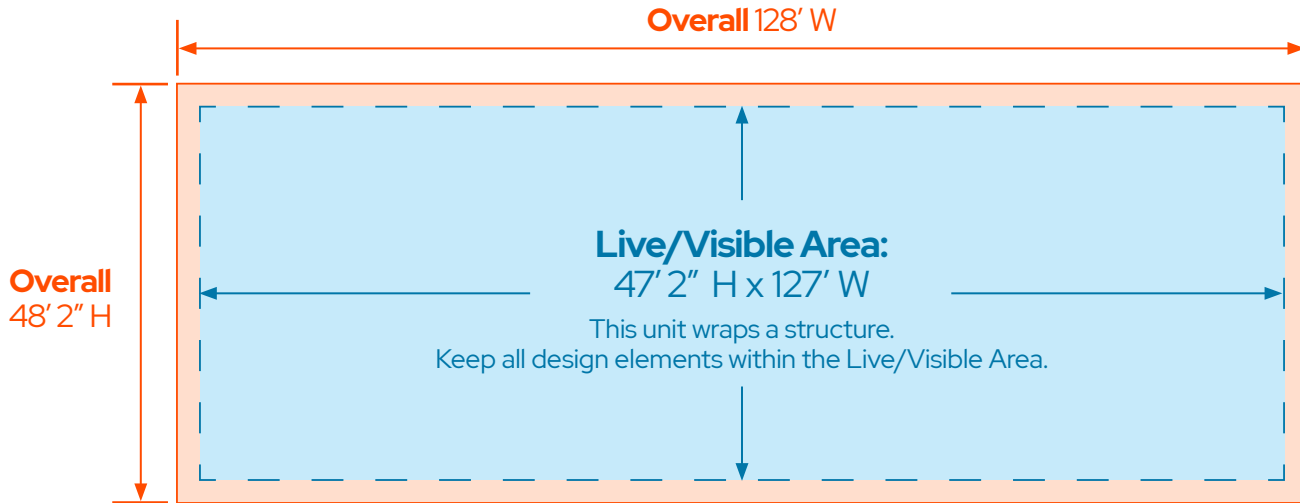 Overall 128′ W
Overall
48′ 2″ H
Live/Visible Area:
47′ 2″ H x 127′ W
This unit wraps a structure.
Keep all design elements within the Live/Visible Area.